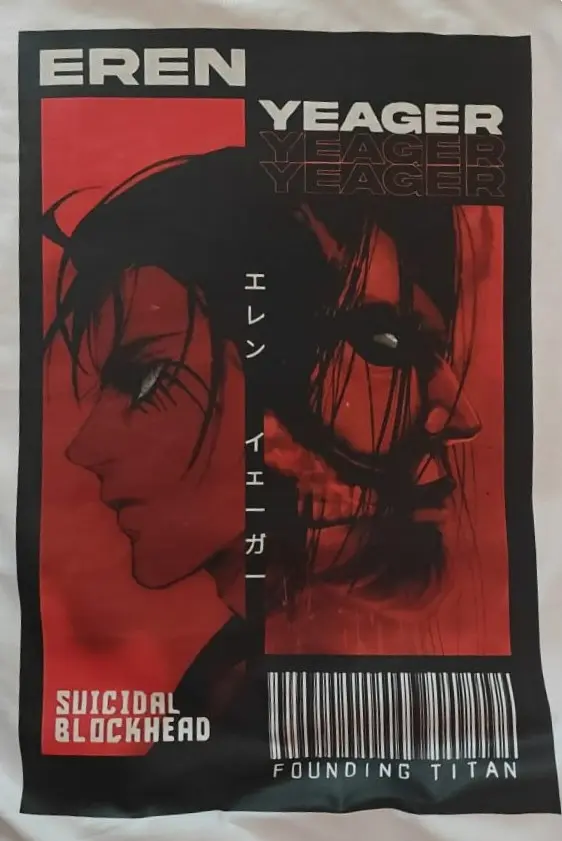 EREN
YEAGER
YEAGER
YEAGER
エレン イェーガー
SUICIDAL
BLOCKHEAD
FOUNDING TITAN